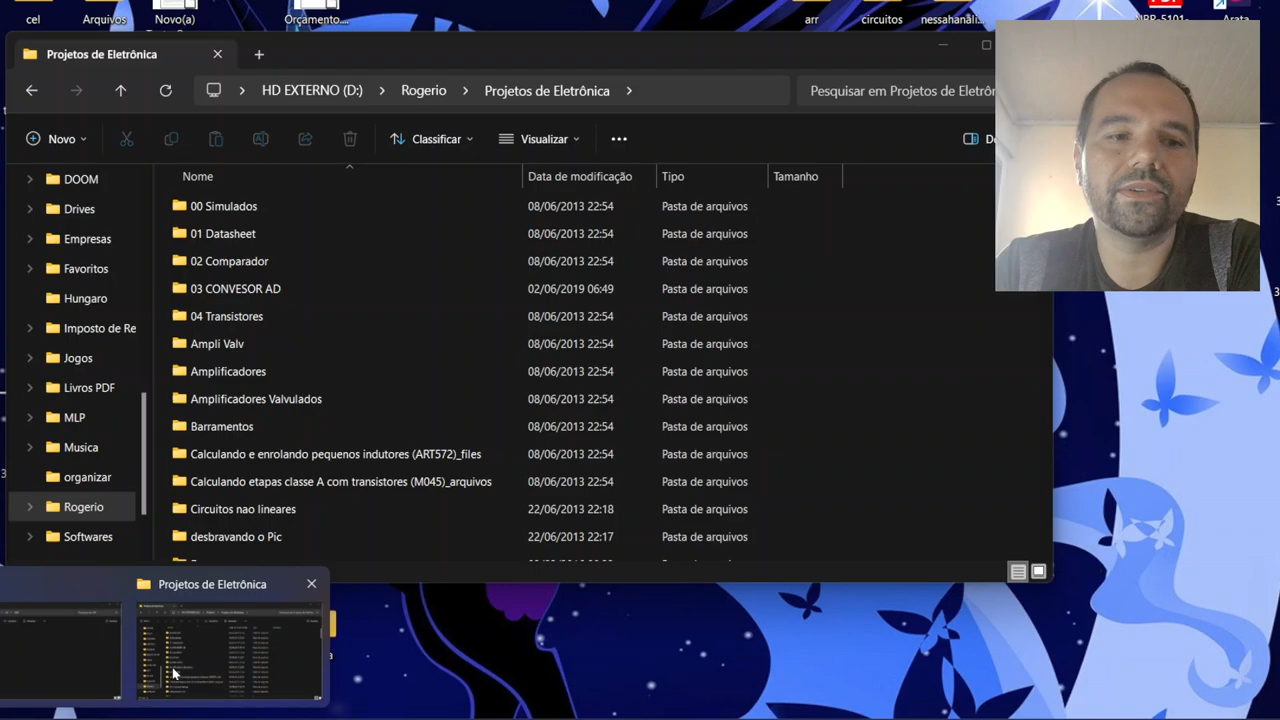 cel
Arquivos
Novo(a)
Orçamento....
arr
circuitos
nessahanal...
NBR-5101-
Arata
Projetos de Eletrônica
HD EXTERNO (D:) > Rogerio > Projetos de Eletrônica >
Pesquisar em Projetos de Eletrôr
Novo
Classificar
Visualizar
De
Nome
Data de modificação
Tipo
Tamanho
DOOM
Drives
Empresas
Favoritos
Hungaro
Imposto de Re
Jogos
Livros PDF
MLP
Musica
organizar
Rogerio
Softwares
00 Simulados 08/06/2013 22:54 Pasta de arquivos
01 Datasheet 08/06/2013 22:54 Pasta de arquivos
02 Comparador 08/06/2013 22:54 Pasta de arquivos
03 CONVESOR AD 02/06/2019 06:49 Pasta de arquivos
04 Transistores 08/06/2013 22:54 Pasta de arquivos
Ampli Valv 08/06/2013 22:54 Pasta de arquivos
Amplificadores 08/06/2013 22:54 Pasta de arquivos
Amplificadores Valvulados 08/06/2013 22:54 Pasta de arquivos
Barramentos 08/06/2013 22:54 Pasta de arquivos
Calculando e enrolando pequenos indutores (ART572)_files 08/06/2013 22:54 Pasta de arquivos
Calculando etapas classe A com transistores (M045)_arquivos 08/06/2013 22:54 Pasta de arquivos
Circuitos nao lineares 22/06/2013 22:18 Pasta de arquivos
desbravando o Pic 22/06/2013 22:17 Pasta de arquivos
Projetos de Eletrônica